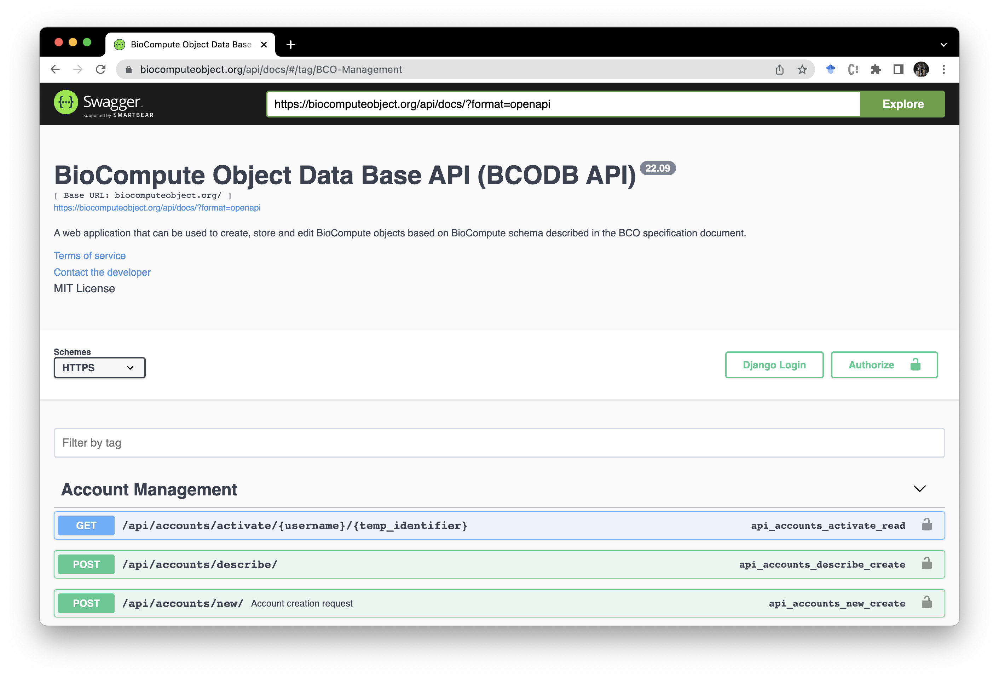 BioCompute Object Data Base
biocomputeobject.org/api/docs/#/tag/BCO-Management
Swagger
Supported by SMARTBEAR
https://biocomputeobject.org/api/docs/?format=openapi
Explore
BioCompute Object Data Base API (BCODB API) 22.09
[ Base URL: biocomputeobject.org/ ]
https://biocomputeobject.org/api/docs/?format=openapi
A web application that can be used to create, store and edit BioCompute objects based on BioCompute schema described in the BCO specification document.
Terms of service
Contact the developer
MIT License
Schemes
HTTPS
Django Login
Authorize
Filter by tag
Account Management
GET /api/accounts/activate/{username}/{temp_identifier} api_accounts_activate_read
POST /api/accounts/describe/ api_accounts_describe_create
POST /api/accounts/new/ Account creation request api_accounts_new_create